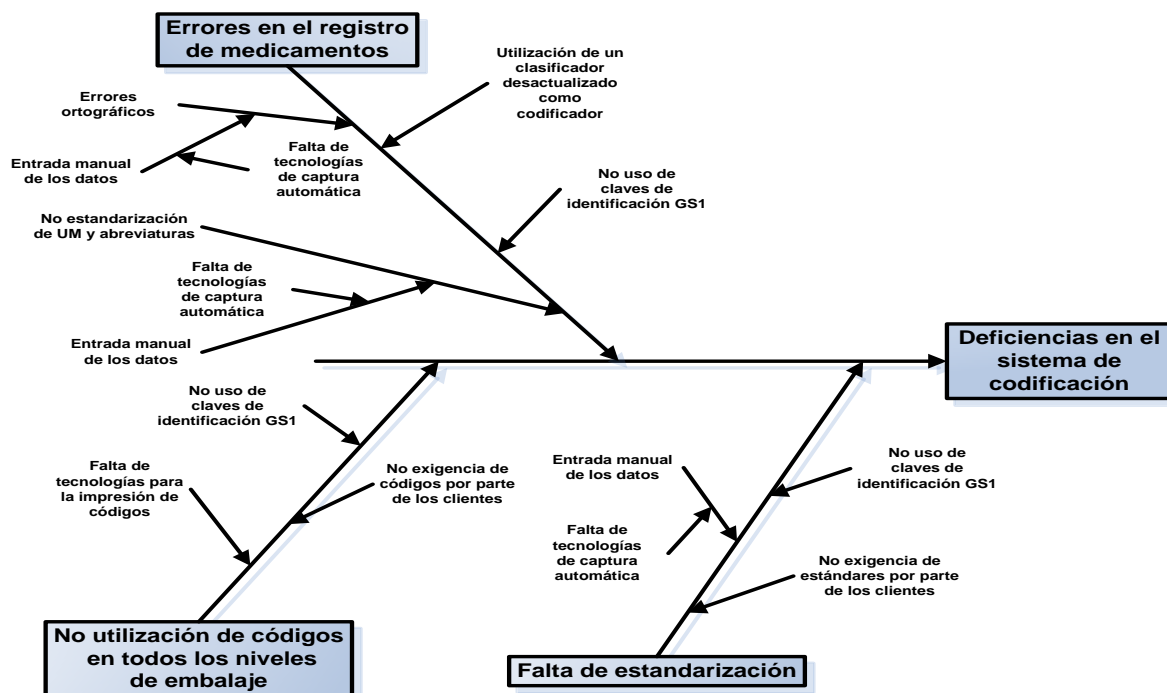 Errores en el registro
de medicamentos
Utilización de un
clasificador
desactualizado
como
codificador
Errores
ortográficos
Entrada manual
de los datos
Falta de
tecnologías
de captura
automática
No uso de
claves de
identificación GS1
No estandarización
de UM y abreviaturas
Falta de
tecnologías
de captura
automática
Entrada manual
de los datos
Deficiencias en el
sistema de
codificación
No uso de
claves de
identificación GS1
Falta de
tecnologías para
la impresión de
códigos
No exigencia de
códigos por parte
de los clientes
Entrada manual
de los datos
No uso de
claves de
identificación GS1
Falta de
tecnologías
de captura
automática
No exigencia de
estándares por parte
de los clientes
No utilización de códigos
en todos los niveles
de embalaje
Falta de estandarización